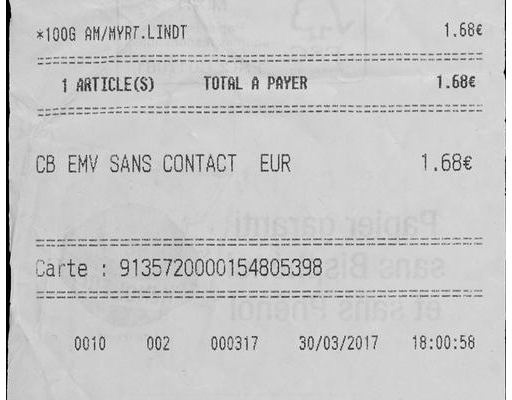 *100G AM/MYRT.LINDT 1.68€
==================================================
1 ARTICLE(S) TOTAL A PAYER 1.68€
==================================================
CB EMV SANS CONTACT EUR 1.68€
Papier garanti
==================================================
sans Bis
Carte : 9135720000154805398
==================================================
et sans Phénol
0010 002 000317 30/03/2017 18:00:58